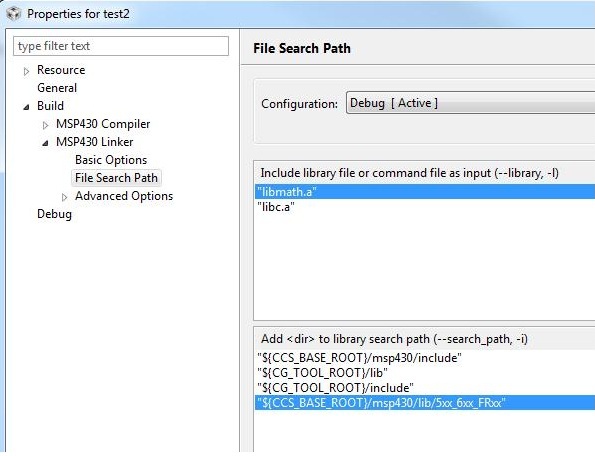 Properties for test2
type filter text
Resource
General
Build
MSP430 Compiler
MSP430 Linker
Basic Options
File Search Path
Advanced Options
Debug
File Search Path
Configuration: Debug [ Active ]
Include library file or command file as input (--library, -l)
"libmath.a"
"libc.a"
Add <dir> to library search path (--search_path, -i)
"${CCS_BASE_ROOT}/msp430/include"
"${CG_TOOL_ROOT}/lib"
"${CG_TOOL_ROOT}/include"
"${CCS_BASE_ROOT}/msp430/lib/5xx_6xx_FRxx"